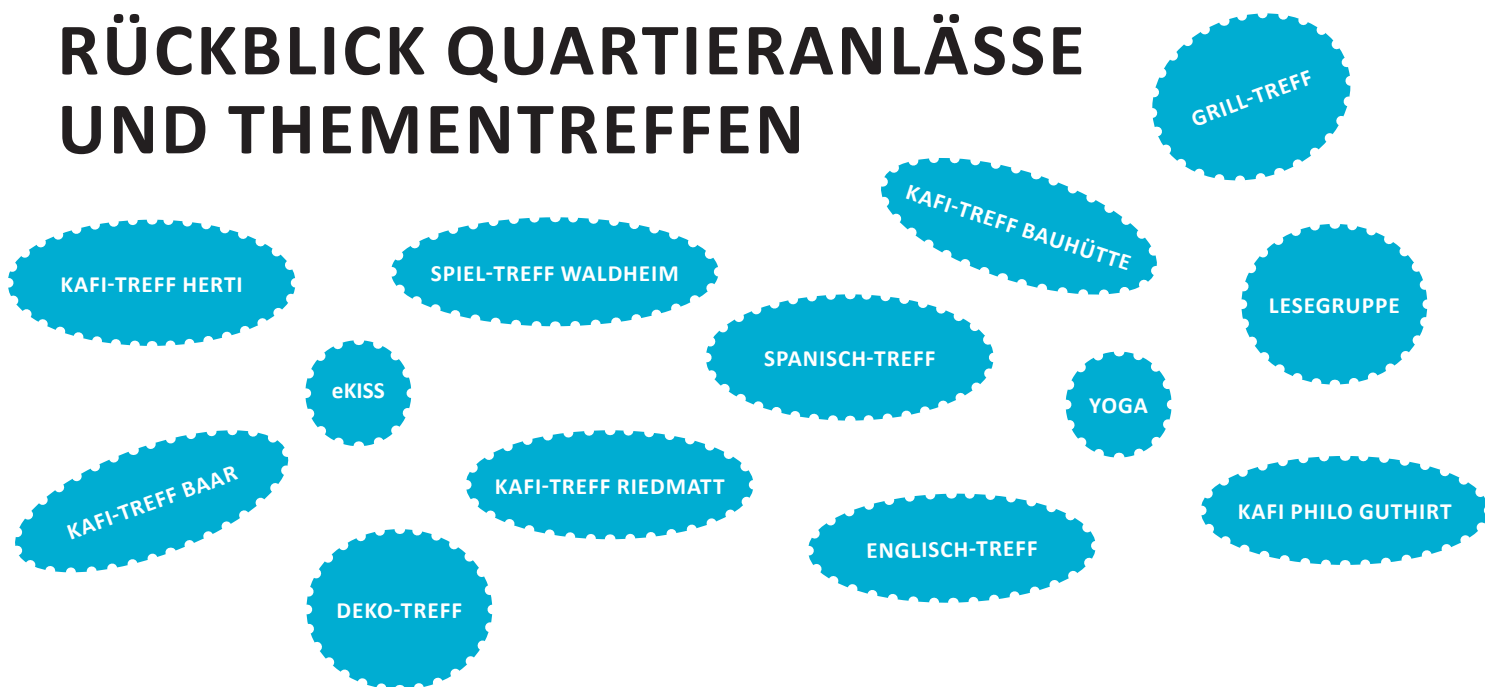 RÜCKBLICK QUARTIERANLÄSSE
UND THEMENTREFFEN
GRILL-TREFF
KAFI-TREFF BAUHÜTTE
KAFI-TREFF HERTI
SPIEL-TREFF WALDHEIM
LESEGRUPPE
SPANISCH-TREFF
eKISS
YOGA
KAFI-TREFF BAAR
KAFI-TREFF RIEDMATT
KAFI PHILO GUTHIRT
ENGLISCH-TREFF
DEKO-TREFF